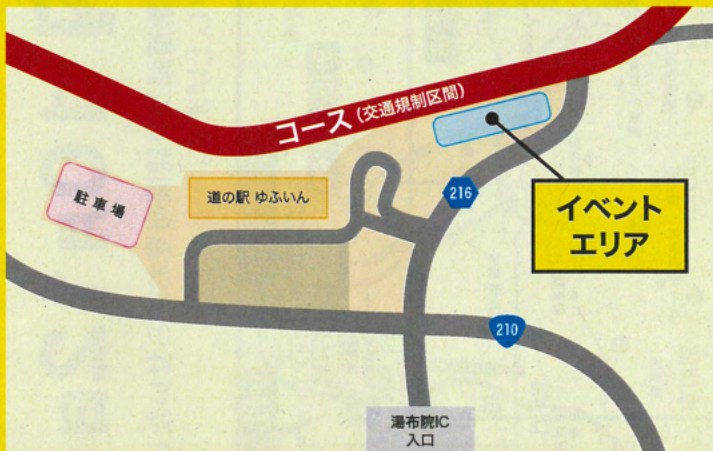 コース(交通規制区間)
駐車場
道の駅 ゆふいん
216
イベント
エリア
210
湯布院IC
入口